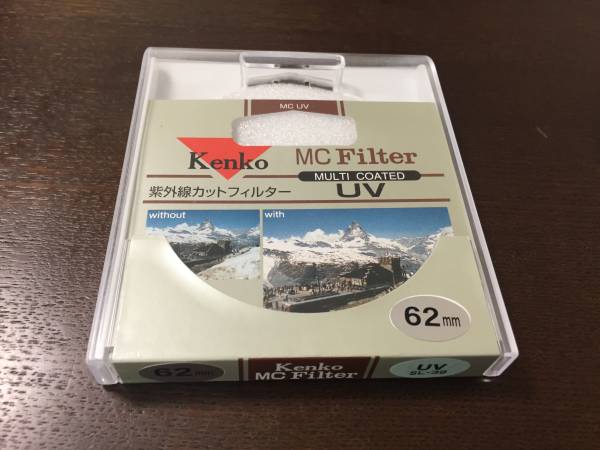 MC UV
Kenko
MC Filter
MULTI COATED
紫外線カットフィルター
UV
without
with
62mm
62mm
Kenko
MC Filter
UV
SL-39